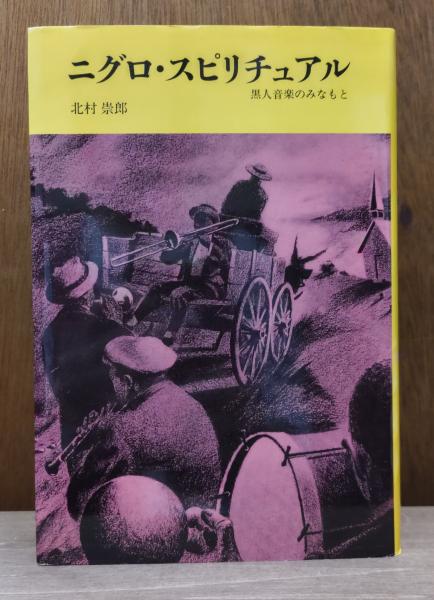 ニグロ・スピリチュアル
黒人音楽のみなもと
北村 崇郎